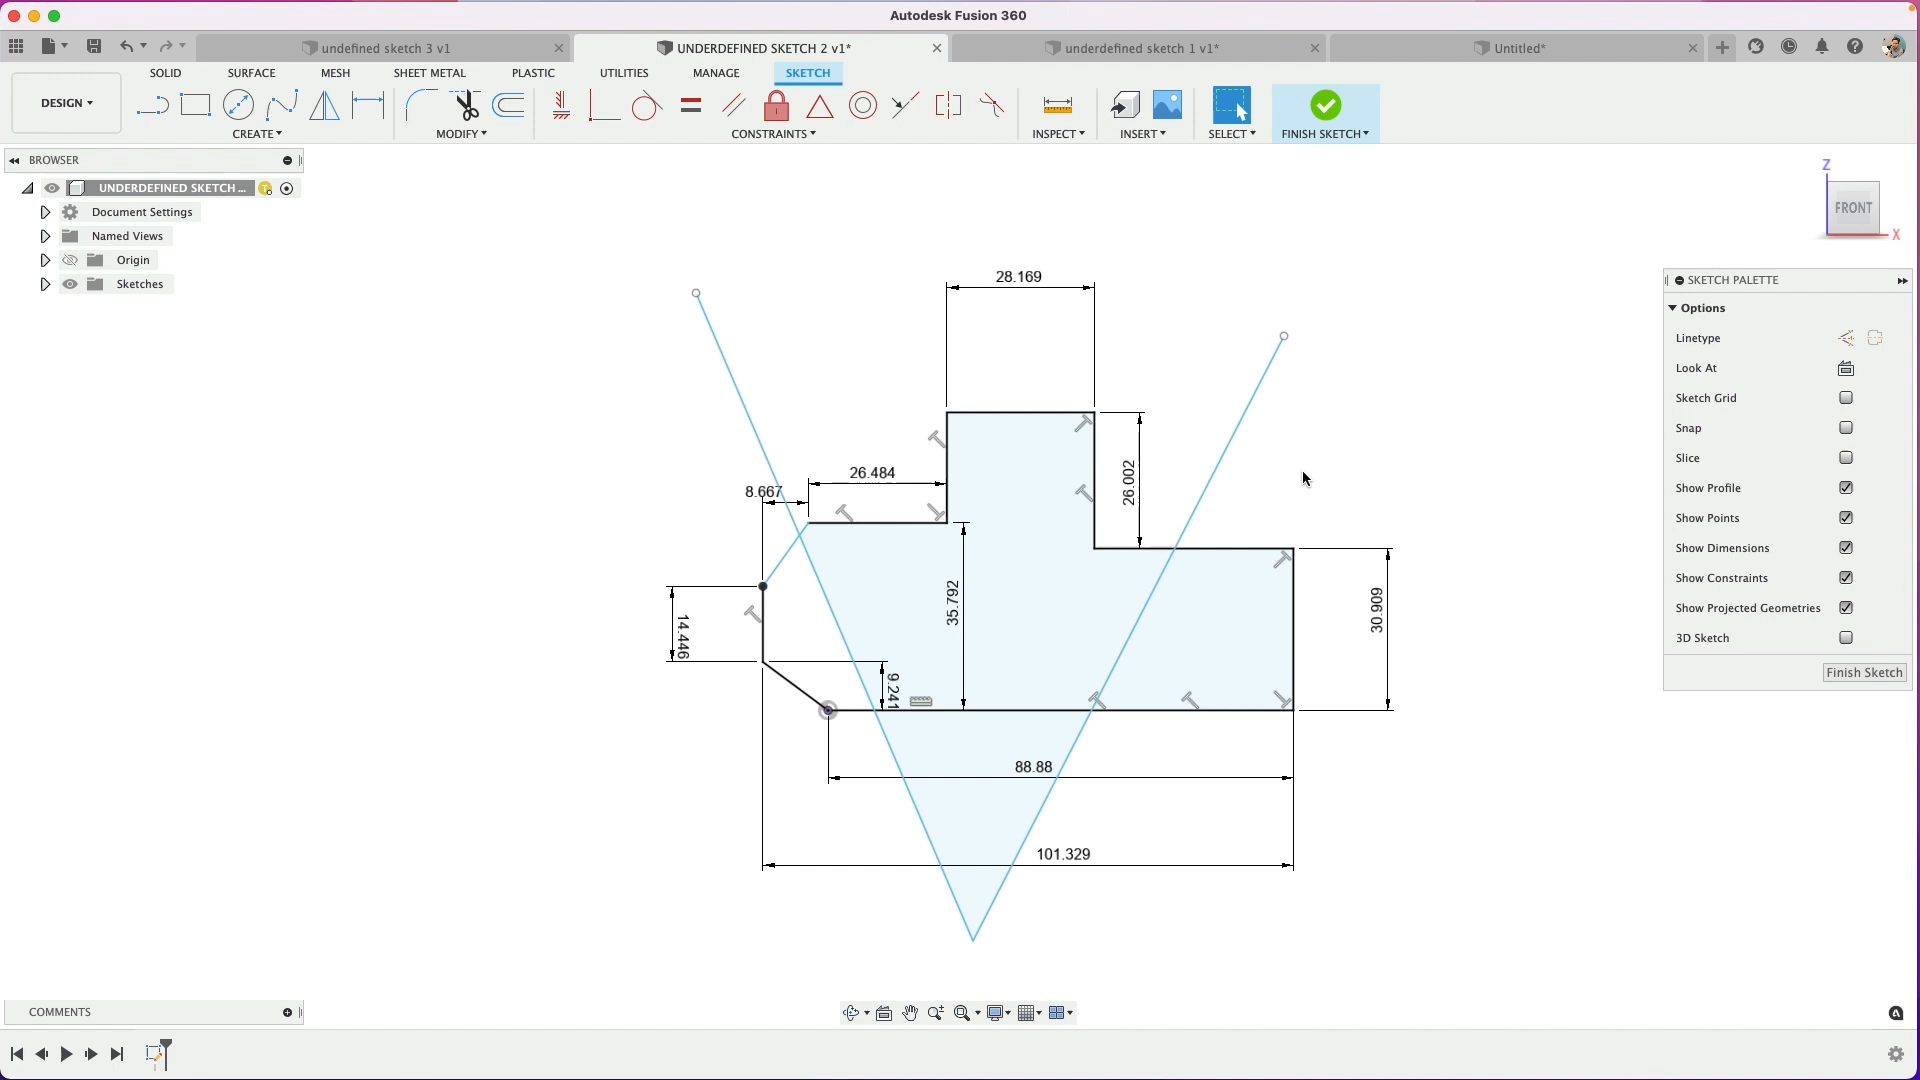 Autodesk Fusion 360
undefined sketch 3 v1
UNDERDEFINED SKETCH 2 v1*
underdefined sketch 1 v1*
Untitled*
SOLID
SURFACE
MESH
SHEET METAL
PLASTIC
UTILITIES
MANAGE
SKETCH
DESIGN
CREATE
MODIFY
CONSTRAINTS
INSPECT
INSERT
SELECT
FINISH SKETCH
BROWSER
UNDERDEFINED SKETCH ...
Document Settings
Named Views
Origin
Sketches
Z
FRONT
X
28.169
26.484
8.667
26.002
14.446
35.792
9.241
30.909
88.88
101.329
SKETCH PALETTE
Options
Linetype
Look At
Sketch Grid
Snap
Slice
Show Profile
Show Points
Show Dimensions
Show Constraints
Show Projected Geometries
3D Sketch
Finish Sketch
COMMENTS